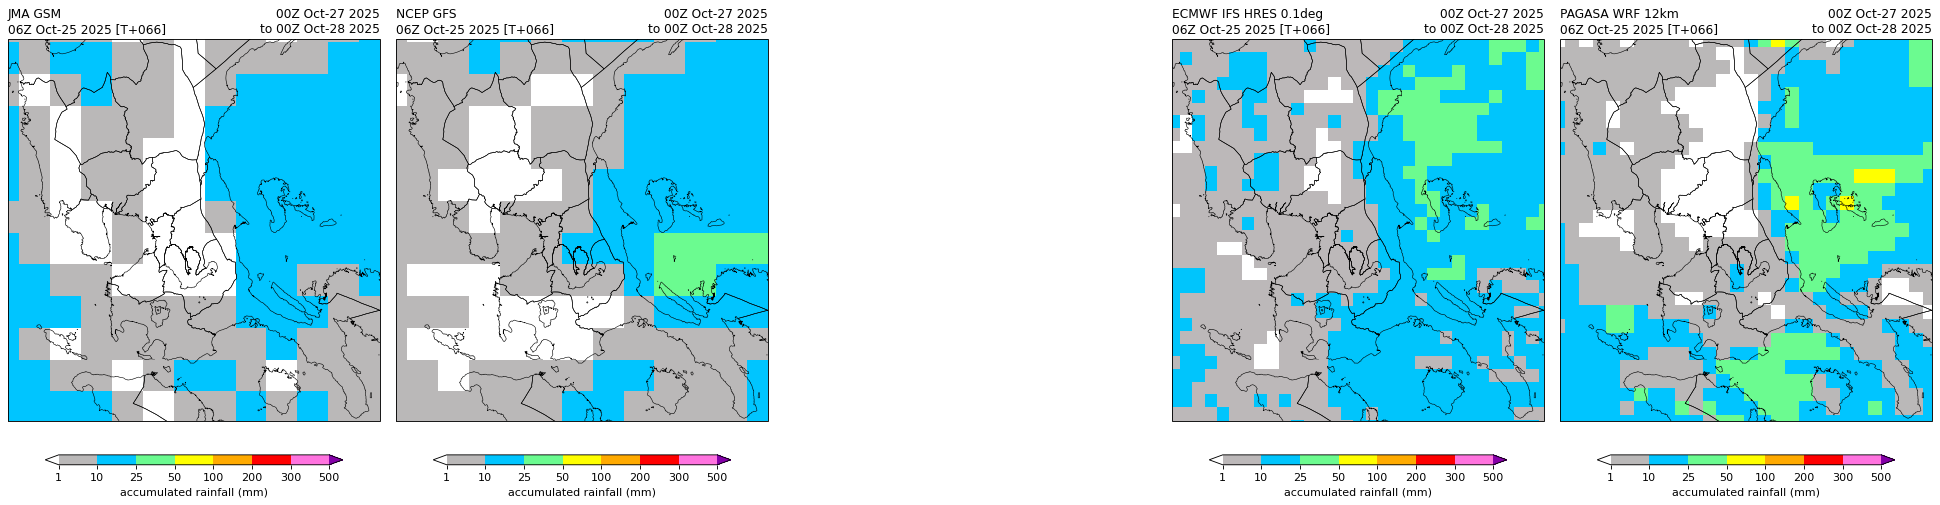 JMA GSM 00Z Oct-27 2025
06Z Oct-25 2025 [T+066] to 00Z Oct-28 2025
1 10 25 50 100 200 300 500
accumulated rainfall (mm)
NCEP GFS 00Z Oct-27 2025
06Z Oct-25 2025 [T+066] to 00Z Oct-28 2025
1 10 25 50 100 200 300 500
accumulated rainfall (mm)
ECMWF IFS HRES 0.1deg 00Z Oct-27 2025
06Z Oct-25 2025 [T+066] to 00Z Oct-28 2025
1 10 25 50 100 200 300 500
accumulated rainfall (mm)
PAGASA WRF 12km 00Z Oct-27 2025
06Z Oct-25 2025 [T+066] to 00Z Oct-28 2025
1 10 25 50 100 200 300 500
accumulated rainfall (mm)